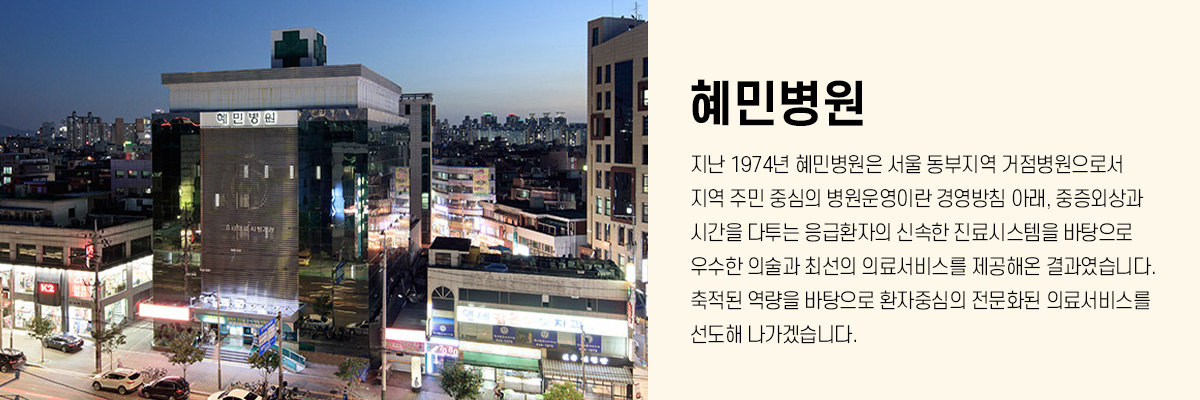 혜민병원
K2
혜민병원
지난 1974년 혜민병원은 서울 동부지역 거점병원으로서
지역 주민 중심의 병원운영이란 경영방침 아래, 중증외상과
시간을 다투는 응급환자의 신속한 진료시스템을 바탕으로
우수한 의술과 최선의 의료서비스를 제공해온 결과였습니다.
축적된 역량을 바탕으로 환자중심의 전문화된 의료서비스를
선도해 나가겠습니다.